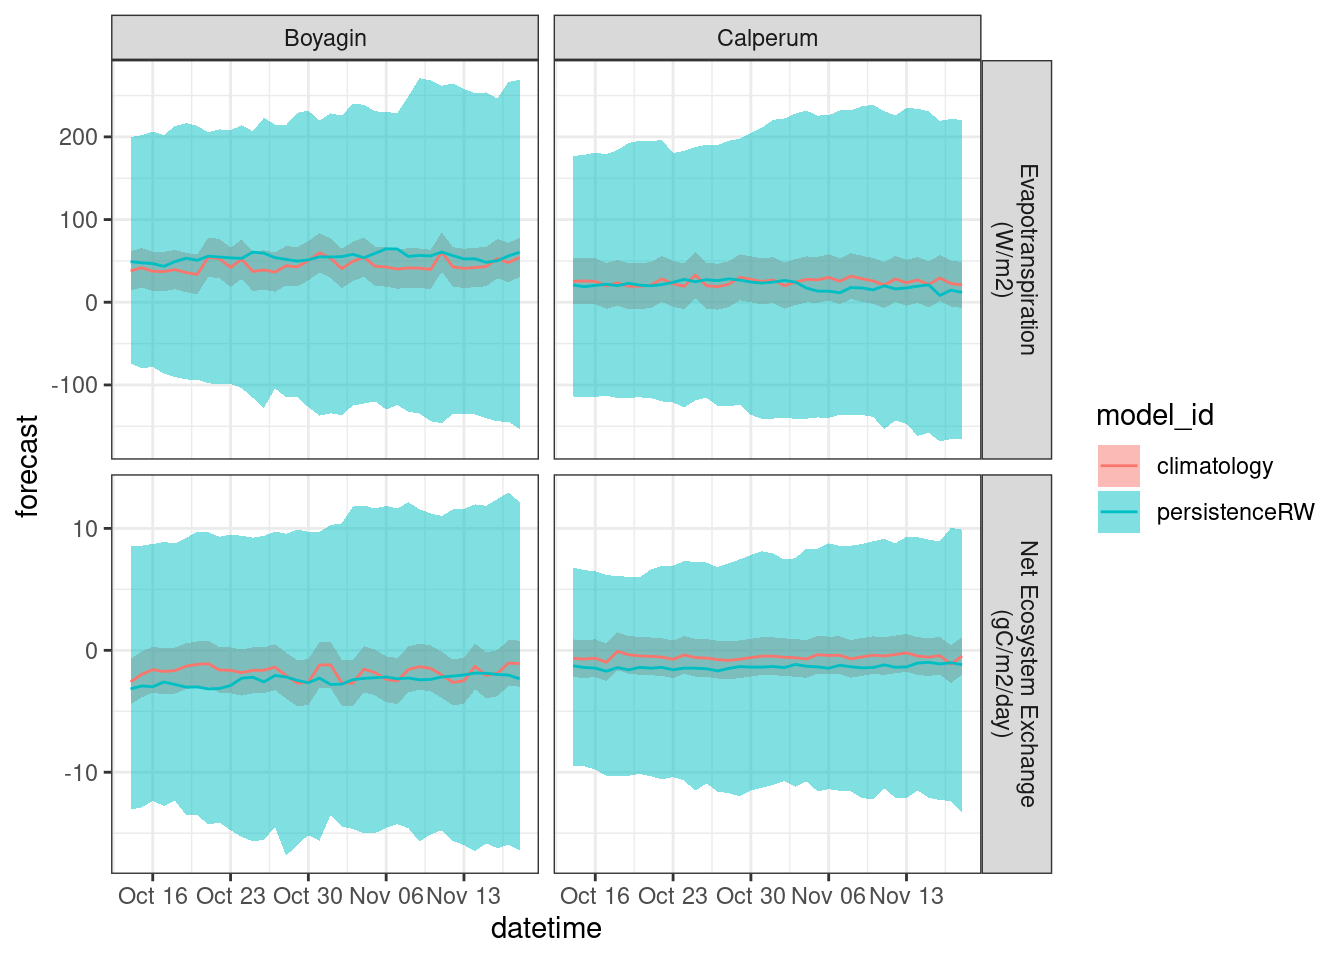 Boyagin
Calperum
200
100
0
-100
Evapotranspiration
(W/m2)
10
0
-10
Net Ecosystem Exchange
(gC/m2/day)
forecast
Oct 16 Oct 23 Oct 30 Nov 06 Nov 13
Oct 16 Oct 23 Oct 30 Nov 06 Nov 13
datetime
model_id
climatology
persistenceRW